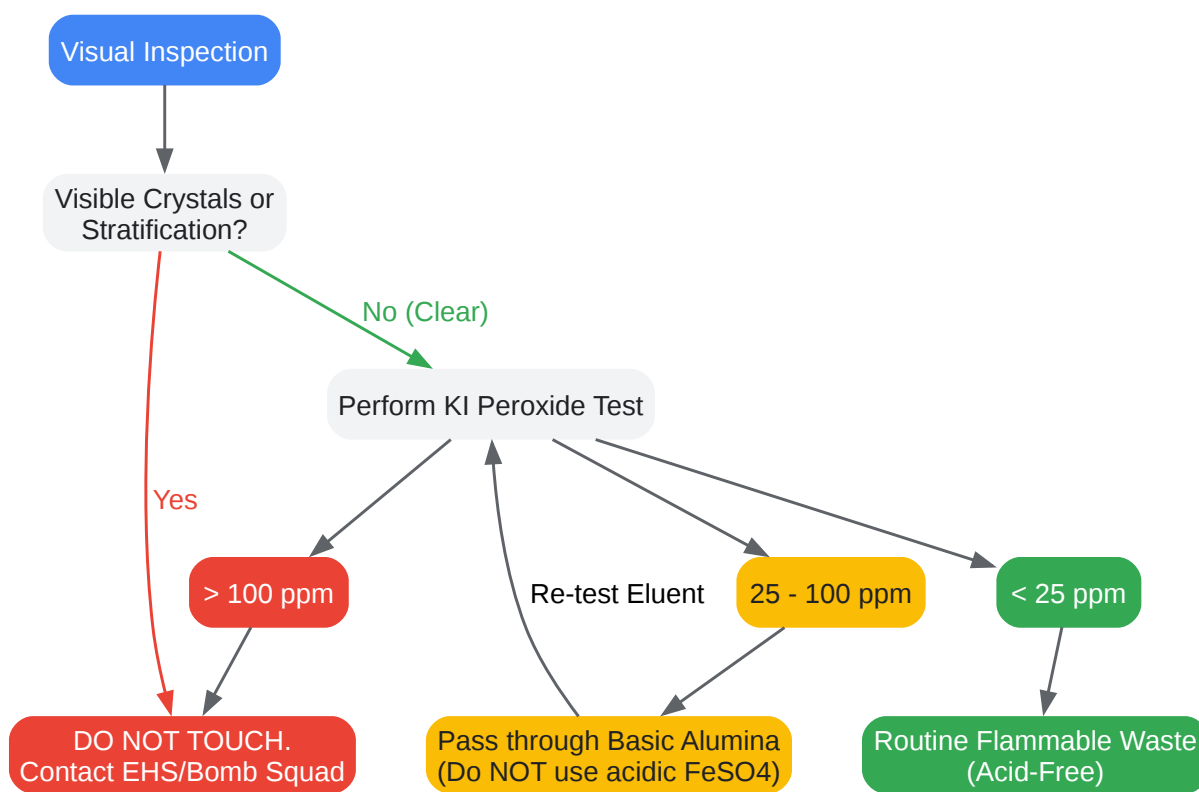 Visual Inspection
Visible Crystals or
Stratification?
No (Clear)
Perform KI Peroxide Test
Yes
> 100 ppm
Re-test Eluent
25 - 100 ppm
< 25 ppm
DO NOT TOUCH.
Contact EHS/Bomb Squad
Pass through Basic Alumina
(Do NOT use acidic FeSO4)
Routine Flammable Waste
(Acid-Free)